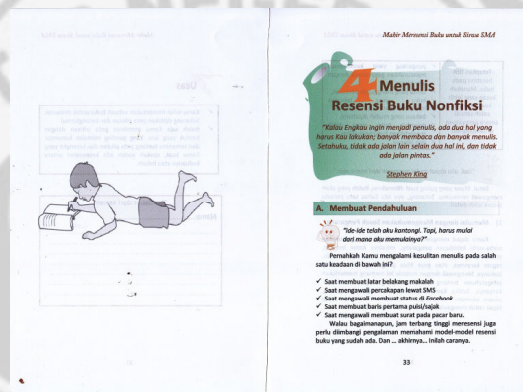 Mahir Meresensi Buku untuk Siswa SMA
4 Menulis
Resensi Buku Nonfiksi
"Kalau Engkau ingin menjadi penulis, ada dua hal yang
harus Kau lakukan; banyak membaca dan banyak menulis.
Setahuku, tidak ada jalan lain selain dua hal ini, dan tidak
ada jalan pintas."
Stephen King
A. Membuat Pendahuluan
"Ide-ide telah aku kantongi. Tapi, harus mulai
dari mana aku memulainya?"
Pernahkah Kamu mengalami kesulitan menulis pada salah
satu keadaan di bawah ini?
✓ Saat membuat latar belakang makalah
✓ Saat mengawali percakapan lewat SMS
✓ Saat mengawali membuat status di Facebook
✓ Saat membuat baris pertama puisi/sajak
✓ Saat mengawali membuat surat pada pacar baru.
Walau bagaimanapun, jam terbang tinggi meresensi juga
perlu diimbangi pengalaman memahami model-model resensi
buku yang sudah ada. Dan ... akhirnya... Inilah caranya.
33